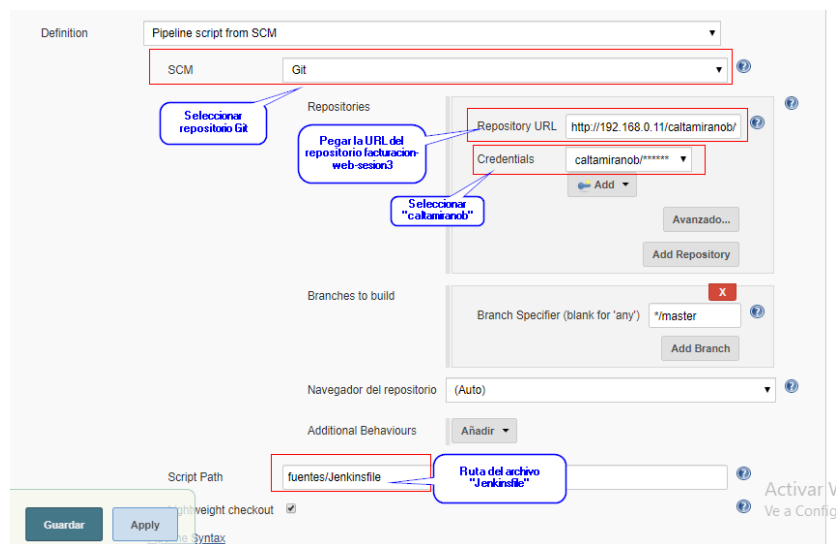 Definition
Pipeline script from SCM
SCM
Git
Seleccionar
repositorio Git
Repositories
Pegar la URL del
repositorio facturacion-
web-sesion3
Repository URL
http://192.168.0.11/caltamiranob/
Credentials
caltamiranob/******
Add
Seleccionar
"caltamiranob"
Avanzado...
Add Repository
Branches to build
X
Branch Specifier (blank for 'any')
*/master
Add Branch
Navegador del repositorio
(Auto)
Additional Behaviours
Añadir
Script Path
fuentes/Jenkinsfile
Ruta del archivo
"Jenkinsfile"
Activar
Ve a Config
weight checkout
Guardar
Apply
Syntax